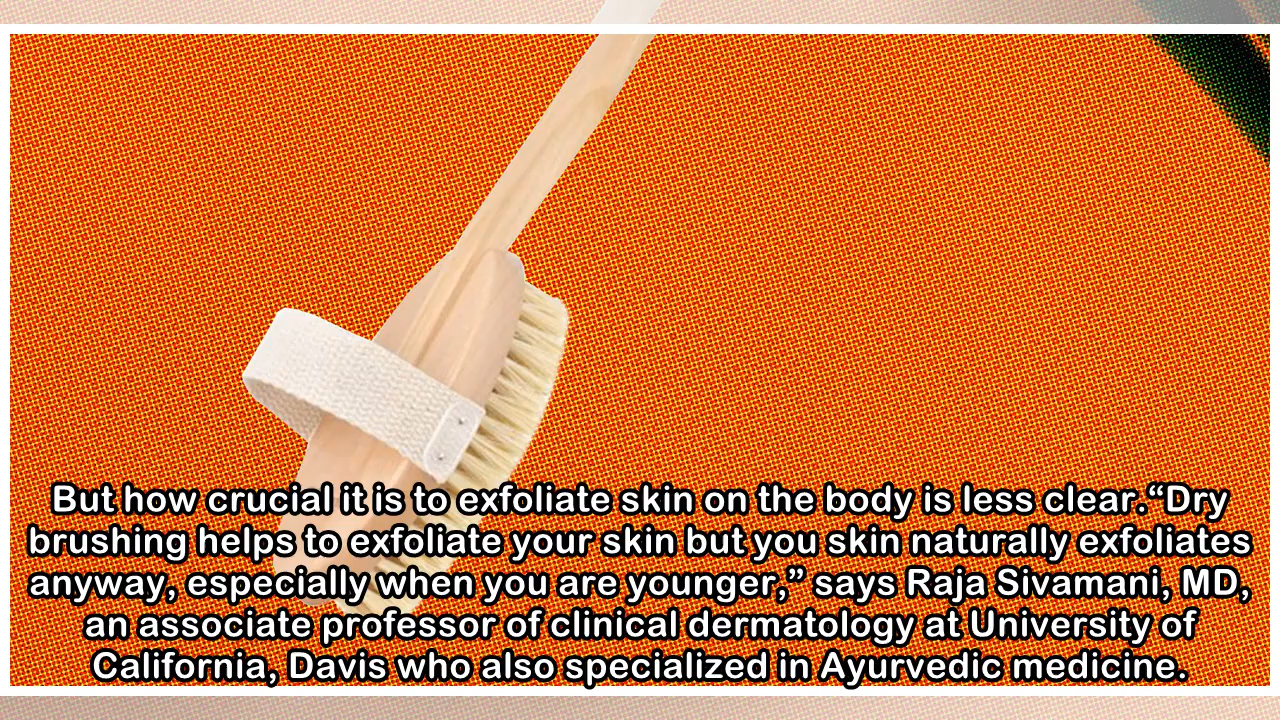 But how crucial it is to exfoliate skin on the body is less clear.“Dry
brushing helps to exfoliate your skin but you skin naturally exfoliates
anyway, especially when you are younger,” says Raja Sivamani, MD,
an associate professor of clinical dermatology at University of
California, Davis who also specialized in Ayurvedic medicine.